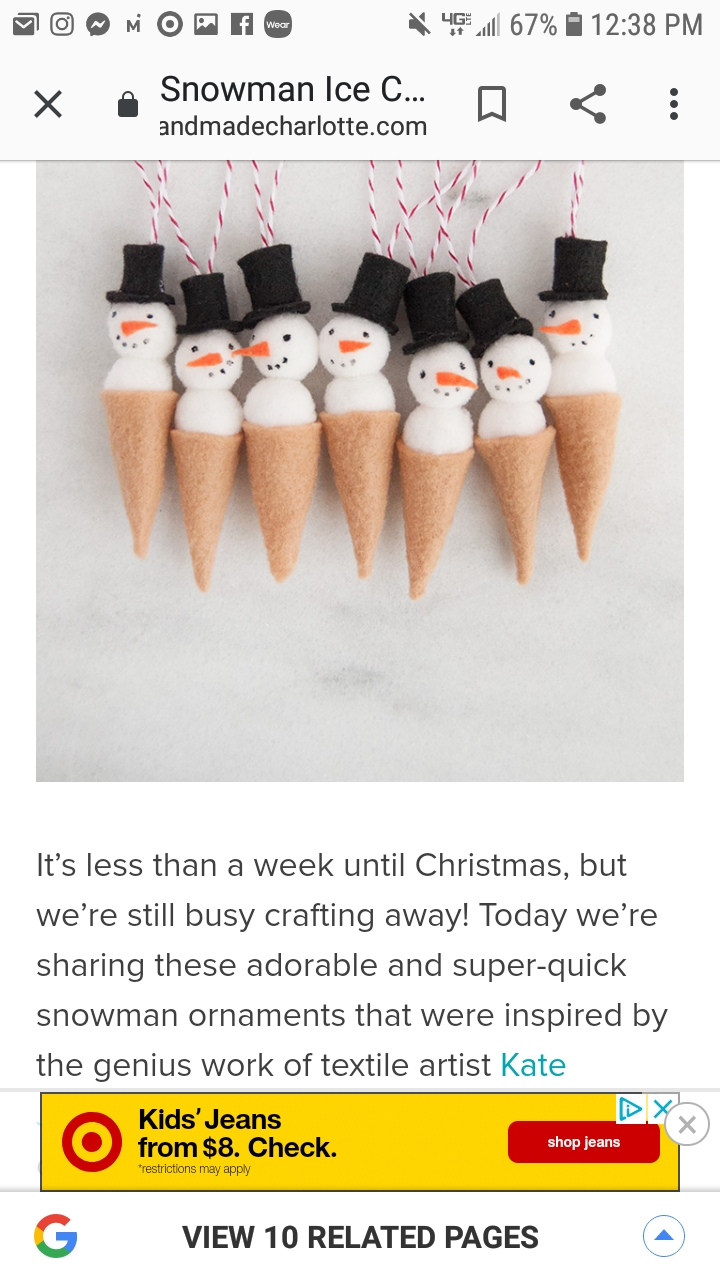 Wear 4G LTE 67% 12:38 PM
Snowman Ice C...
andmadecharlotte.com
It's less than a week until Christmas, but
we're still busy crafting away! Today we're
sharing these adorable and super-quick
snowman ornaments that were inspired by
the genius work of textile artist Kate
Kids' Jeans
from $8. Check.
*restrictions may apply
shop jeans
VIEW 10 RELATED PAGES